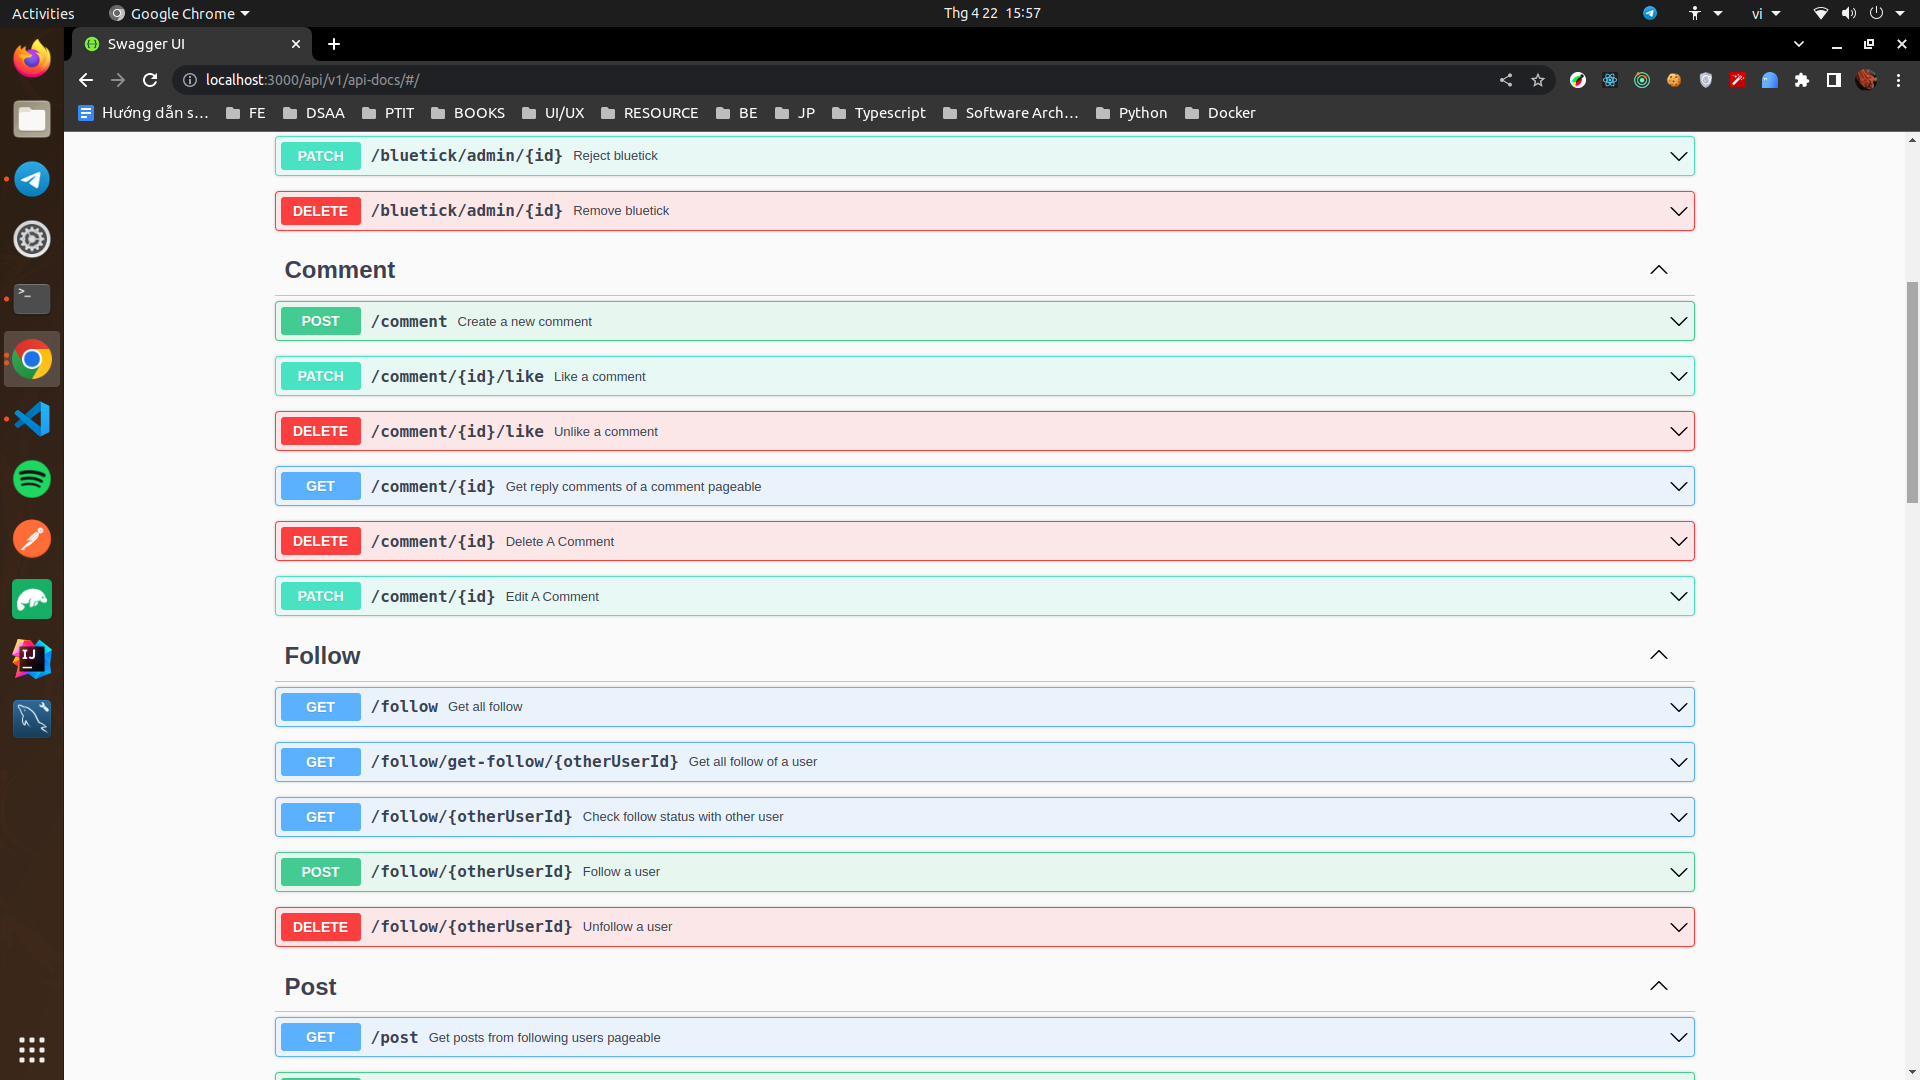 Activities Google Chrome Thg 4 22 15:57 vi
Swagger UI
localhost:3000/api/v1/api-docs/#/
Hướng dẫn s... FE DSAA PTIT BOOKS UI/UX RESOURCE BE JP Typescript Software Arch... Python Docker
PATCH /bluetick/admin/{id} Reject bluetick
DELETE /bluetick/admin/{id} Remove bluetick
Comment
POST /comment Create a new comment
PATCH /comment/{id}/like Like a comment
DELETE /comment/{id}/like Unlike a comment
GET /comment/{id} Get reply comments of a comment pageable
DELETE /comment/{id} Delete A Comment
PATCH /comment/{id} Edit A Comment
Follow
GET /follow Get all follow
GET /follow/get-follow/{otherUserId} Get all follow of a user
GET /follow/{otherUserId} Check follow status with other user
POST /follow/{otherUserId} Follow a user
DELETE /follow/{otherUserId} Unfollow a user
Post
GET /post Get posts from following users pageable
IJ